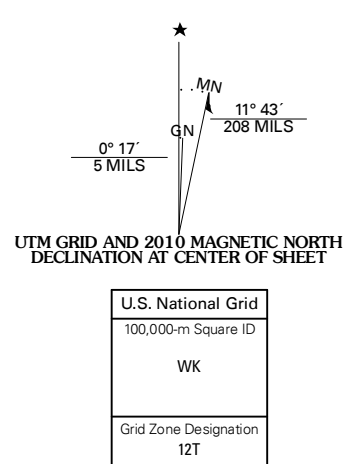 ★
MN
GN
11° 43´
208 MILS
0° 17´
5 MILS
UTM GRID AND 2010 MAGNETIC NORTH
DECLINATION AT CENTER OF SHEET
U.S. National Grid
100,000-m Square ID
WK
Grid Zone Designation
12T